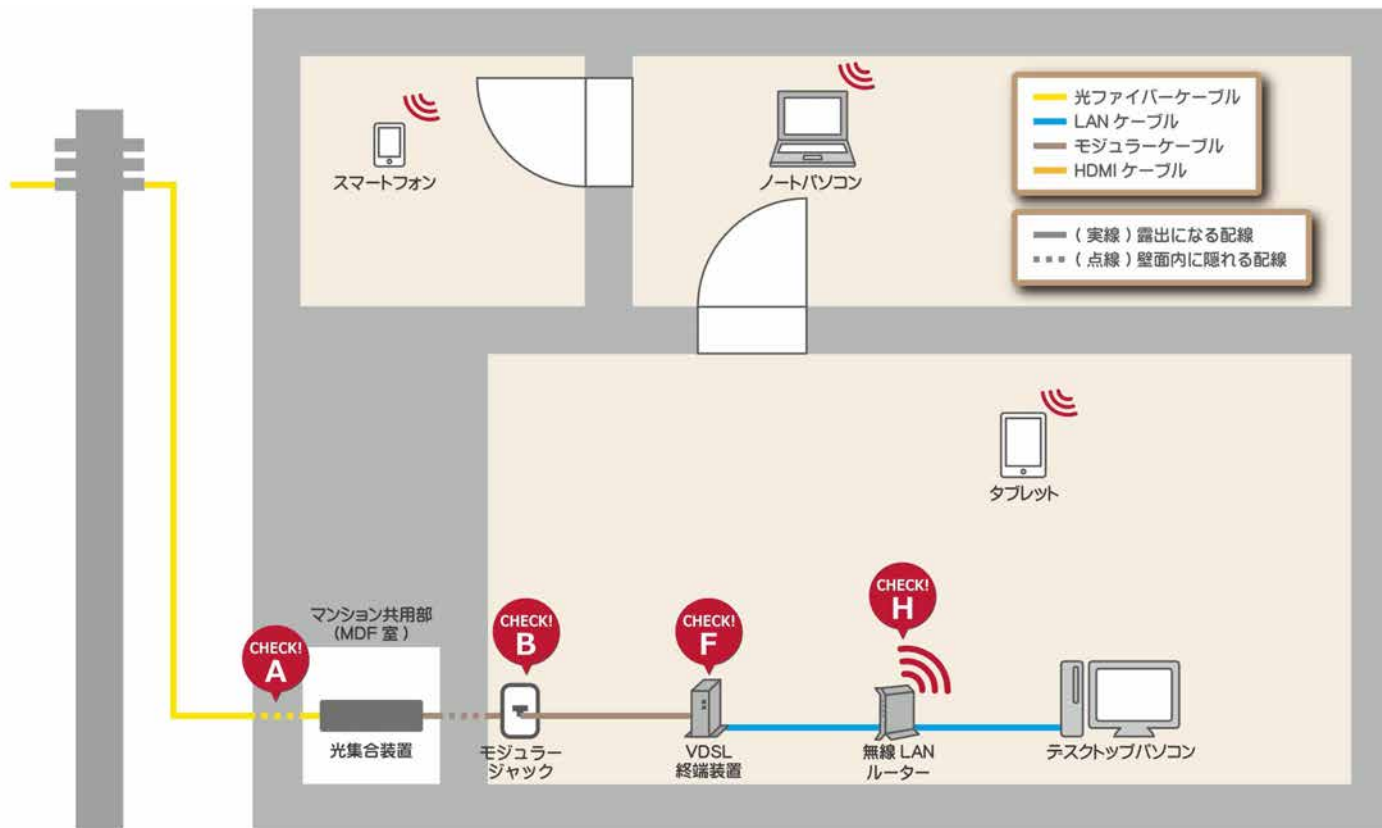 光ファイバーケーブル
LAN ケーブル
モジュラーケーブル
HDMI ケーブル
( 実線 ) 露出になる配線
( 点線 ) 壁面内に隠れる配線
スマートフォン
ノートパソコン
タブレット
マンション共用部
(MDF 室 )
CHECK!
A
CHECK!
B
CHECK!
F
CHECK!
H
光集合装置
モジュラー
ジャック
VDSL
終端装置
無線 LAN
ルーター
デスクトップパソコン